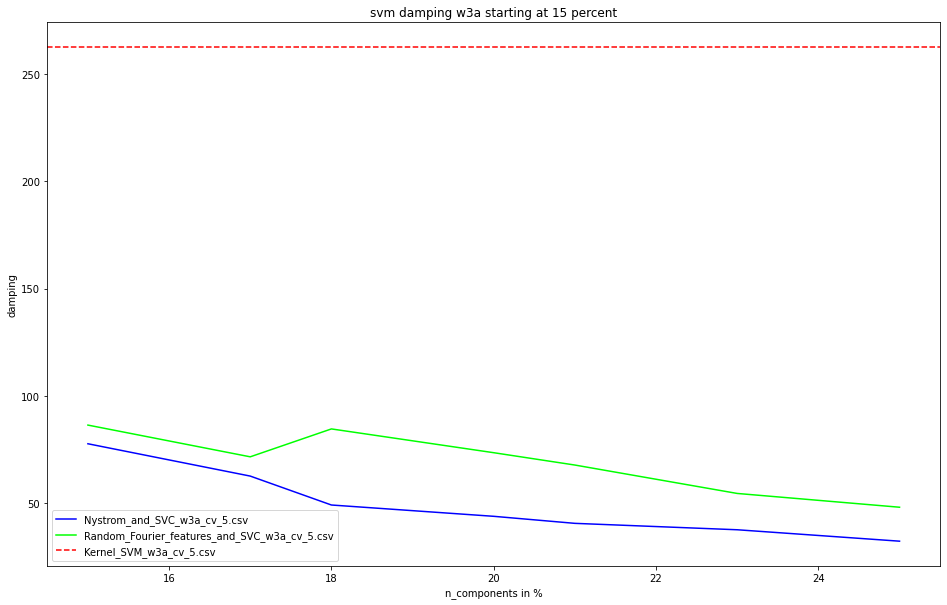 svm damping w3a starting at 15 percent
250
200
150
100
50
damping
Nystrom_and_SVC_w3a_cv_5.csv
Random_Fourier_features_and_SVC_w3a_cv_5.csv
Kernel_SVM_w3a_cv_5.csv
16 18 20 22 24
n_components in %